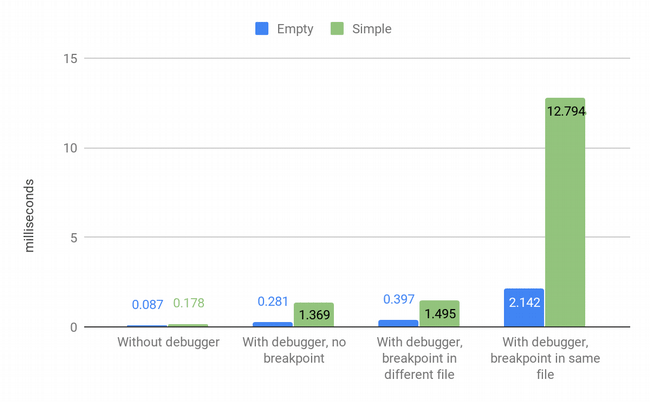 Empty Simple
15
12.794
10
milliseconds
5
0.087 0.178 0.281 1.369 0.397 1.495 2.142
0
Without debugger
With debugger, no
breakpoint
With debugger,
breakpoint in
different file
With debugger,
breakpoint in same
file